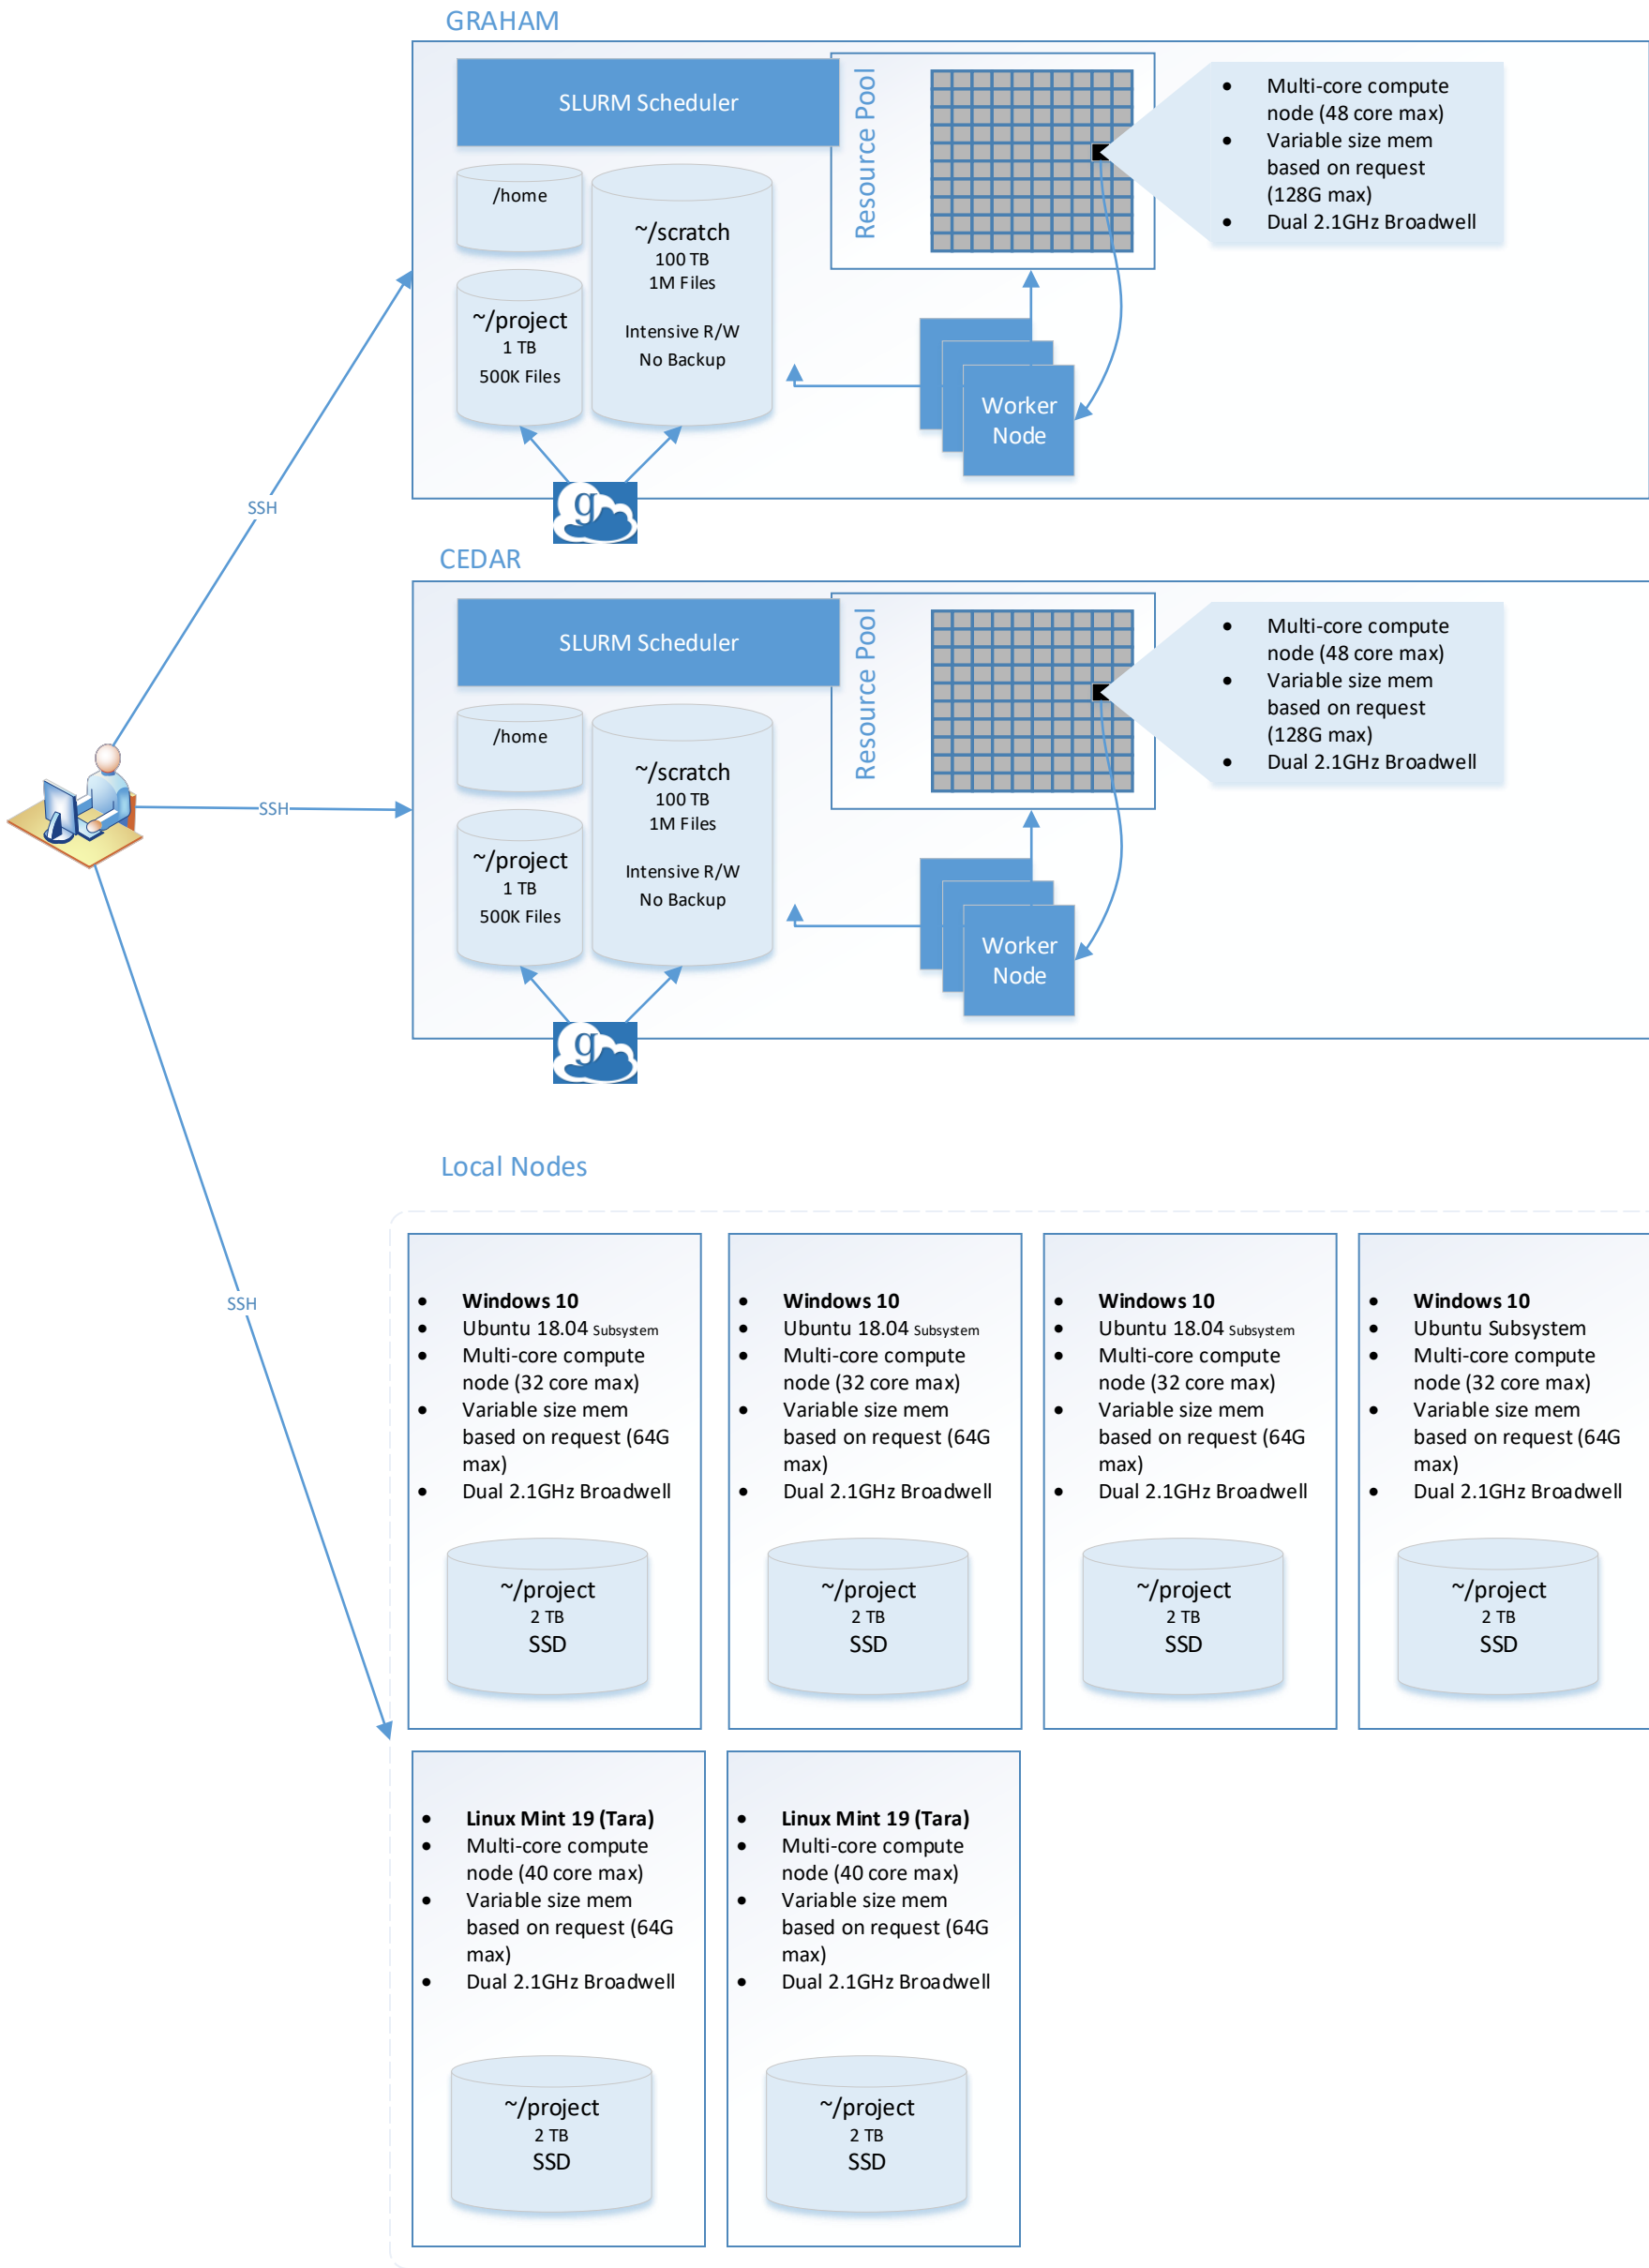 GRAHAM
SLURM Scheduler
Resource Pool
• Multi-core compute
node (48 core max)
• Variable size mem
based on request
(128G max)
• Dual 2.1GHz Broadwell
/home
~/scratch
100 TB
1M Files
Intensive R/W
No Backup
~/project
1 TB
500K Files
Worker
Node
g
SSH
CEDAR
SLURM Scheduler
Resource Pool
• Multi-core compute
node (48 core max)
• Variable size mem
based on request
(128G max)
• Dual 2.1GHz Broadwell
/home
~/scratch
100 TB
1M Files
Intensive R/W
No Backup
~/project
1 TB
500K Files
Worker
Node
g
SSH
Local Nodes
SSH
• Windows 10
• Ubuntu 18.04 Subsystem
• Multi-core compute
node (32 core max)
• Variable size mem
based on request (64G
max)
• Dual 2.1GHz Broadwell
~/project
2 TB
SSD
• Windows 10
• Ubuntu 18.04 Subsystem
• Multi-core compute
node (32 core max)
• Variable size mem
based on request (64G
max)
• Dual 2.1GHz Broadwell
~/project
2 TB
SSD
• Windows 10
• Ubuntu 18.04 Subsystem
• Multi-core compute
node (32 core max)
• Variable size mem
based on request (64G
max)
• Dual 2.1GHz Broadwell
~/project
2 TB
SSD
• Windows 10
• Ubuntu Subsystem
• Multi-core compute
node (32 core max)
• Variable size mem
based on request (64G
max)
• Dual 2.1GHz Broadwell
~/project
2 TB
SSD
• Linux Mint 19 (Tara)
• Multi-core compute
node (40 core max)
• Variable size mem
based on request (64G
max)
• Dual 2.1GHz Broadwell
~/project
2 TB
SSD
• Linux Mint 19 (Tara)
• Multi-core compute
node (40 core max)
• Variable size mem
based on request (64G
max)
• Dual 2.1GHz Broadwell
~/project
2 TB
SSD